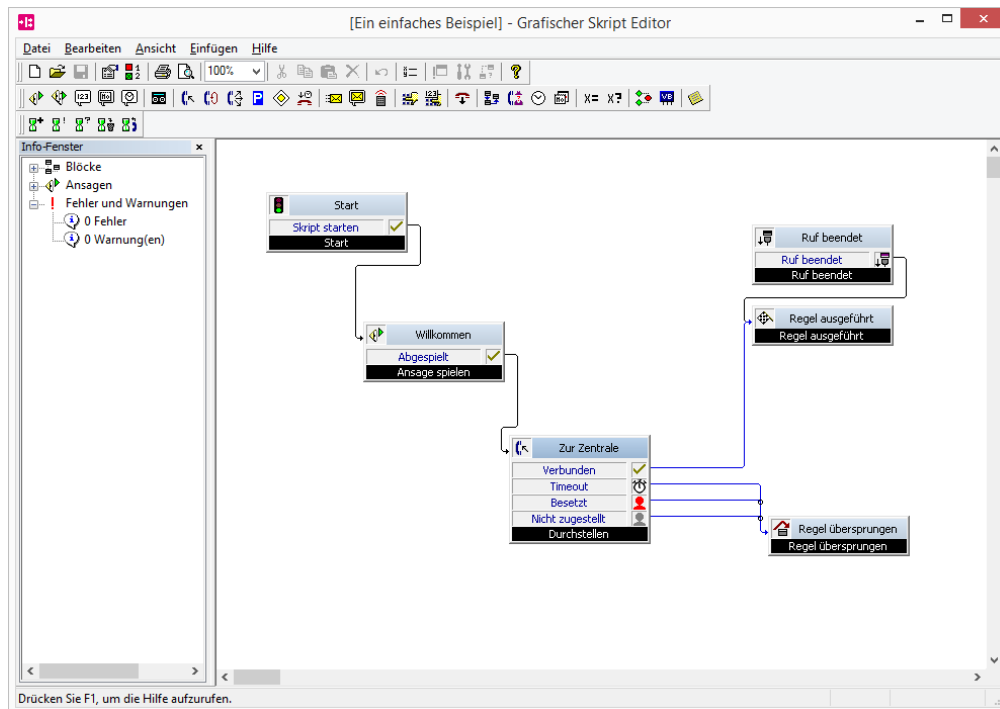 [Ein einfaches Beispiel] - Grafischer Skript Editor
Datei Bearbeiten Ansicht Einfügen Hilfe
100%
Info-Fenster
Blöcke
Ansagen
Fehler und Warnungen
0 Fehler
0 Warnung(en)
Start
Skript starten
Start
Willkommen
Abgespielt
Ansage spielen
Zur Zentrale
Verbunden
Timeout
Besetzt
Nicht zugestellt
Durchstellen
Ruf beendet
Ruf beendet
Ruf beendet
Regel ausgeführt
Regel ausgeführt
Regel übersprungen
Regel übersprungen
Drücken Sie F1, um die Hilfe aufzurufen.